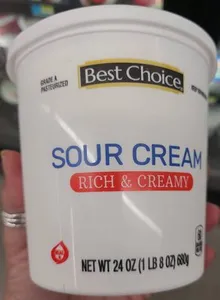 GRADE A
PASTEURIZED
Best Choice
SOUR CREAM
RICH & CREAMY
NET WT 24 OZ (1 LB 8 OZ) 680g